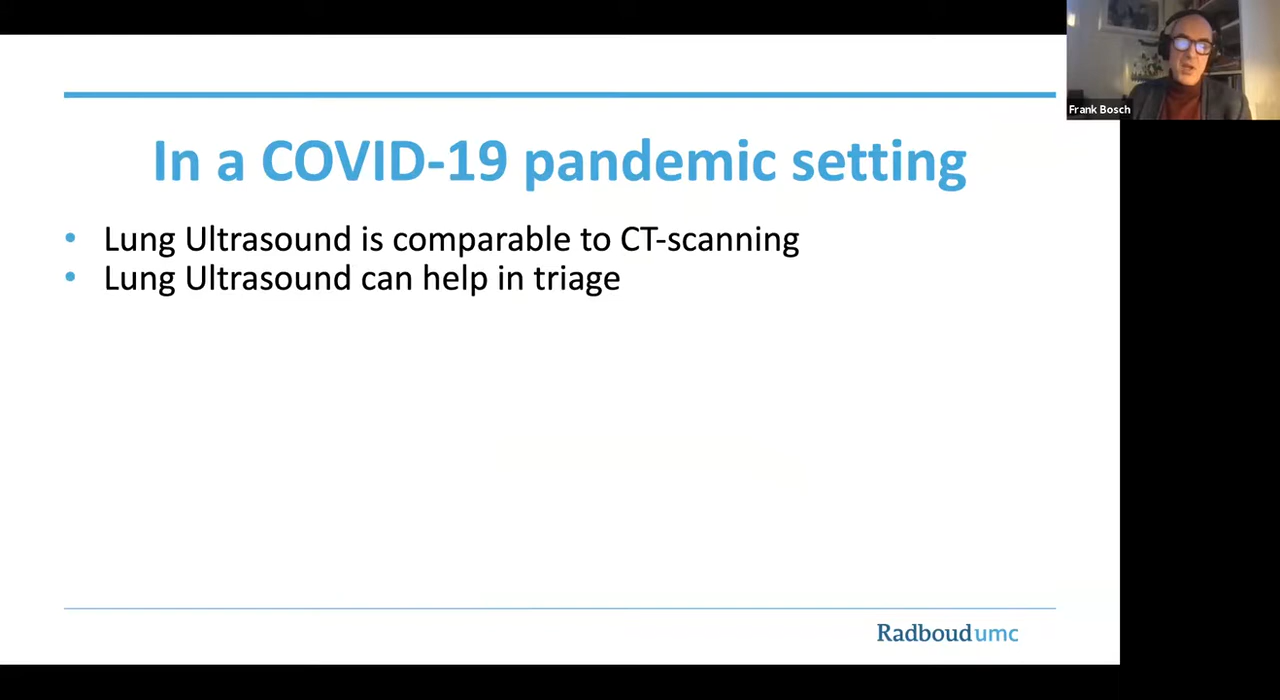 Frank Bosch
In a COVID-19 pandemic setting
• Lung Ultrasound is comparable to CT-scanning
• Lung Ultrasound can help in triage
Radboudumc